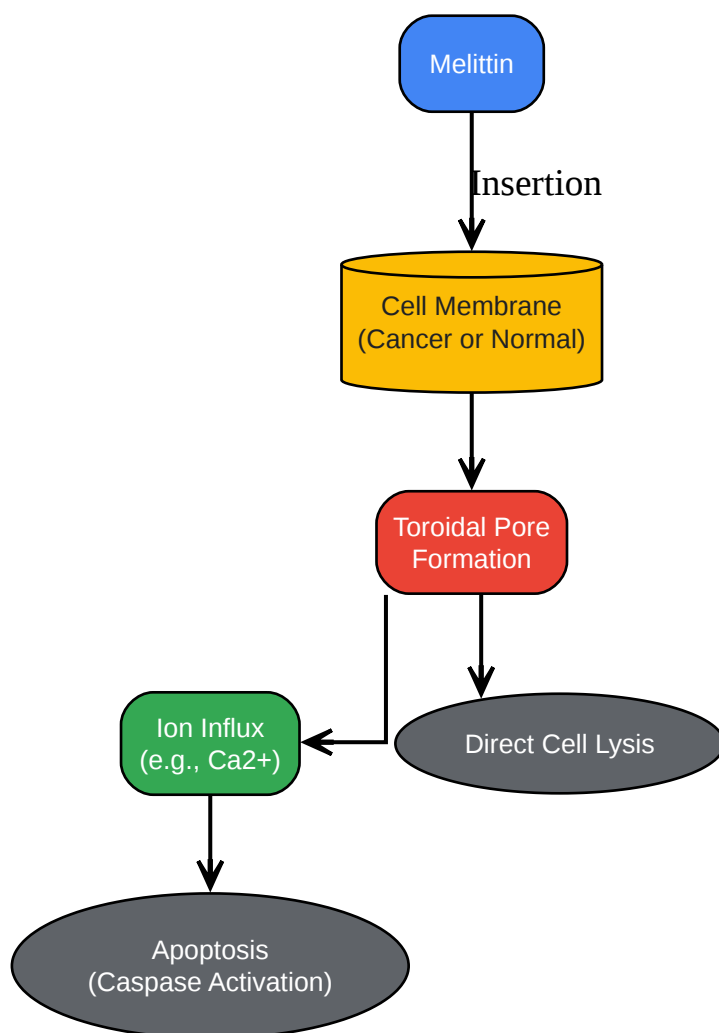 Melittin
Insertion
Cell Membrane
(Cancer or Normal)
Toroidal Pore
Formation
Ion Influx
(e.g., Ca2+)
Direct Cell Lysis
Apoptosis
(Caspase Activation)